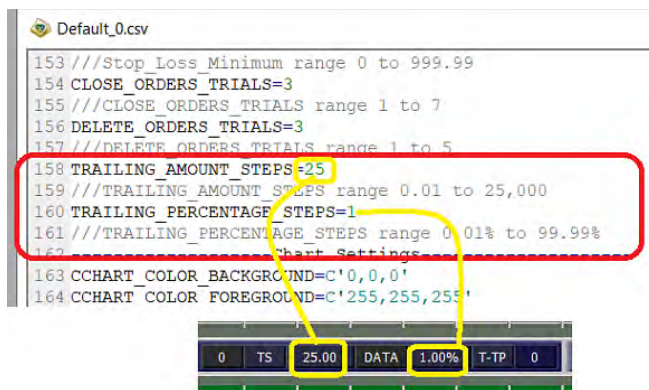 Default_0.csv
153 ///Stop_Loss_Minimum range 0 to 999.99
154 CLOSE_ORDERS_TRIALS=3
155 ///CLOSE_ORDERS_TRIALS range 1 to 7
156 DELETE_ORDERS_TRIALS=3
157 ///DELETE_ORDERS_TRIALS range 1 to 5
158 TRAILING_AMOUNT_STEPS=25
159 ///TRAILING_AMOUNT_STEPS range 0.01 to 25,000
160 TRAILING_PERCENTAGE_STEPS=1
161 ///TRAILING_PERCENTAGE_STEPS range 0.01% to 99.99%
162 --------------------Chart Settings--------------------
163 CCHART_COLOR_BACKGROUND=C'0,0,0'
164 CCHART_COLOR_FOREGROUND=C'255,255,255'
0 TS 25.00 DATA 1.00% T-TP 0